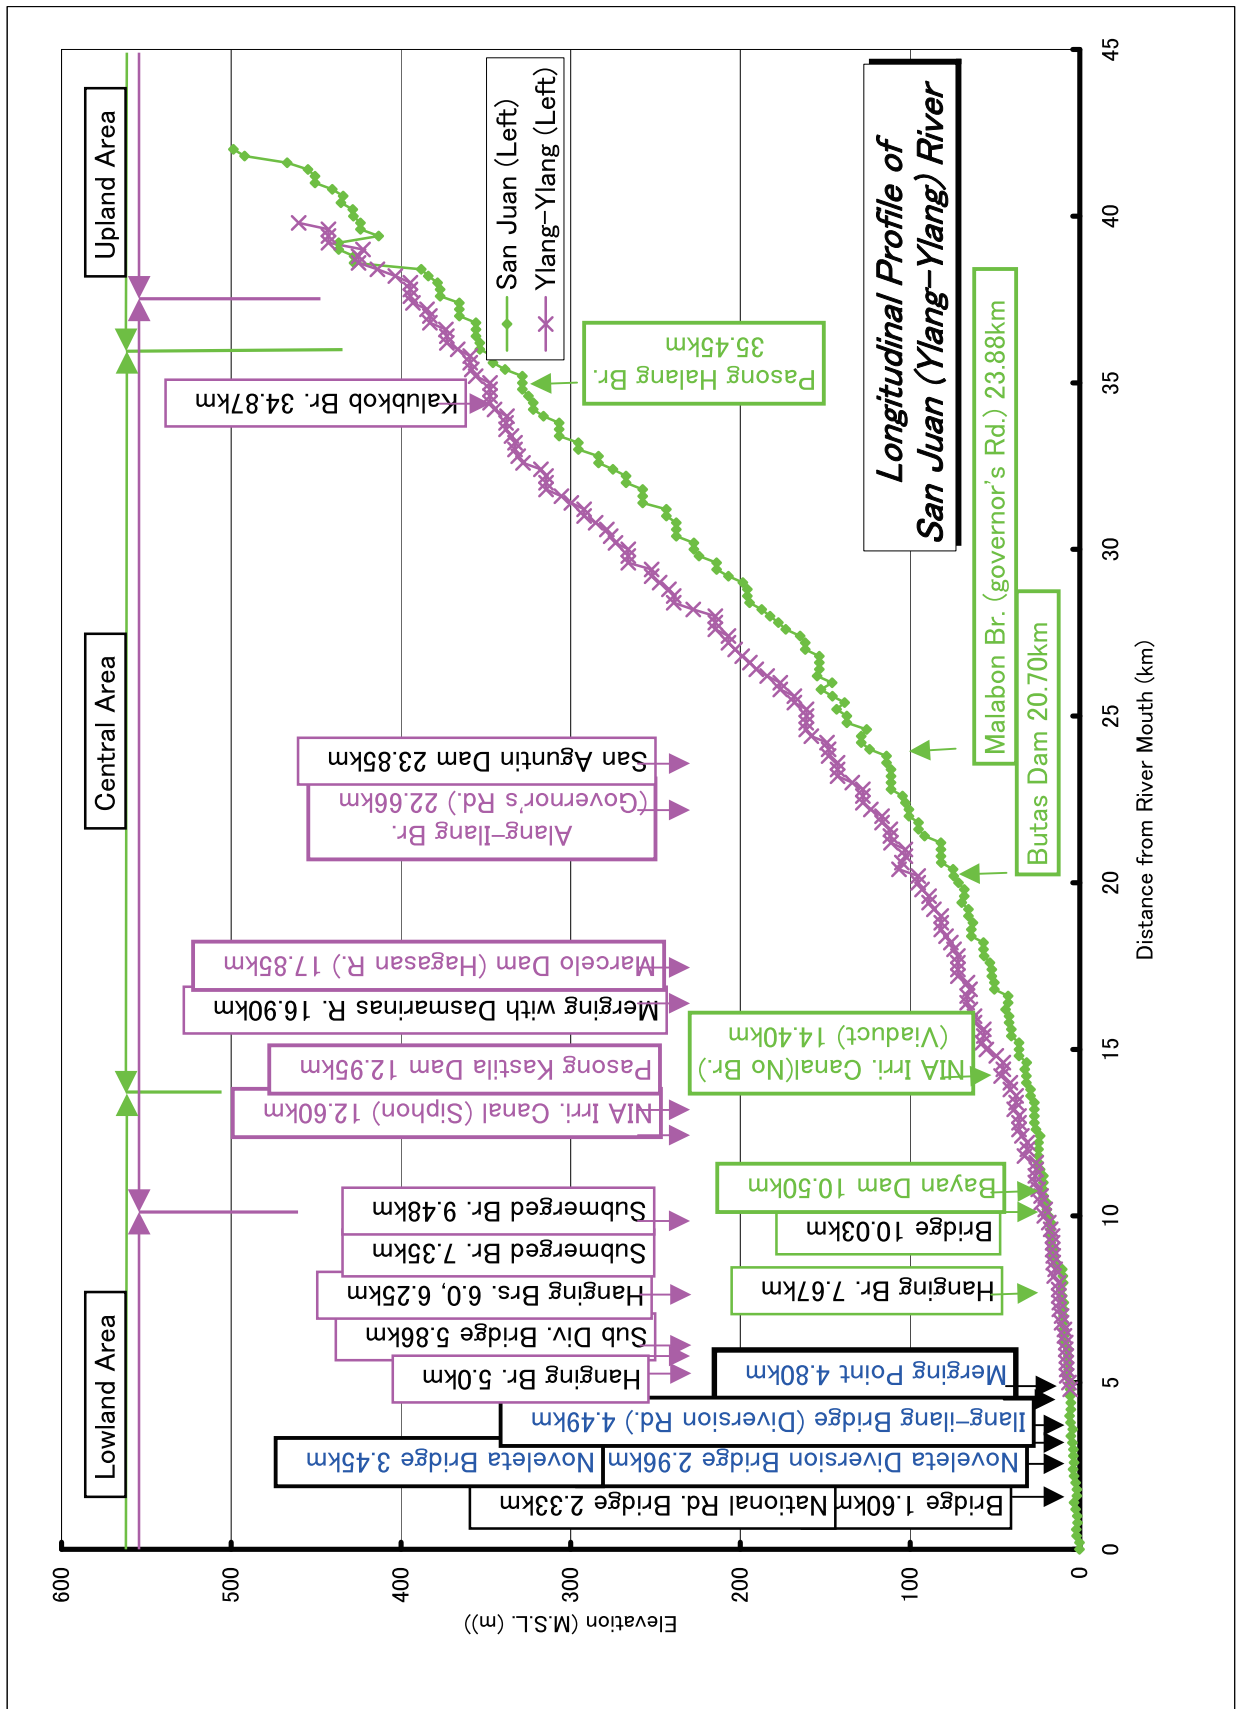 Lowland Area
Central Area
Upland Area
San Juan (Left)
Ylang-Ylang (Left)
Longitudinal Profile of
San Juan (Ylang-Ylang) River
Kalubkob Br. 34.87km
Pasong Halang Br.
35.45km
San Aguntin Dam 23.85km
Alang-Ilang Br.
(Governor's Rd.) 22.66km
Malabon Br. (governor's Rd.) 23.88km
Butas Dam 20.70km
Marcelo Dam (Hagasan R.) 17.85km
Merging with Dasmarinas R. 16.90km
Pasong Kastila Dam 12.95km
NIA Irri. Canal (Siphon) 12.60km
NIA Irri. Canal(No Br.)
(Viaduct) 14.40km
Submerged Br. 9.48km
Submerged Br. 7.35km
Hanging Brs. 6.0, 6.25km
Sub Div. Bridge 5.86km
Hanging Br. 5.0km
Bayan Dam 10.50km
Bridge 10.03km
Hanging Br. 7.67km
Merging Point 4.80km
Ilang-ilang Bridge (Diversion Rd.) 4.49km
Noveleta Bridge 3.45km
Noveleta Diversion Bridge 2.96km
National Rd. Bridge 2.33km
Bridge 1.60km
600
500
400
300
200
100
0
Elevation (M.S.L. (m))
0
5
10
15
20
25
30
35
40
45
Distance from River Mouth (km)